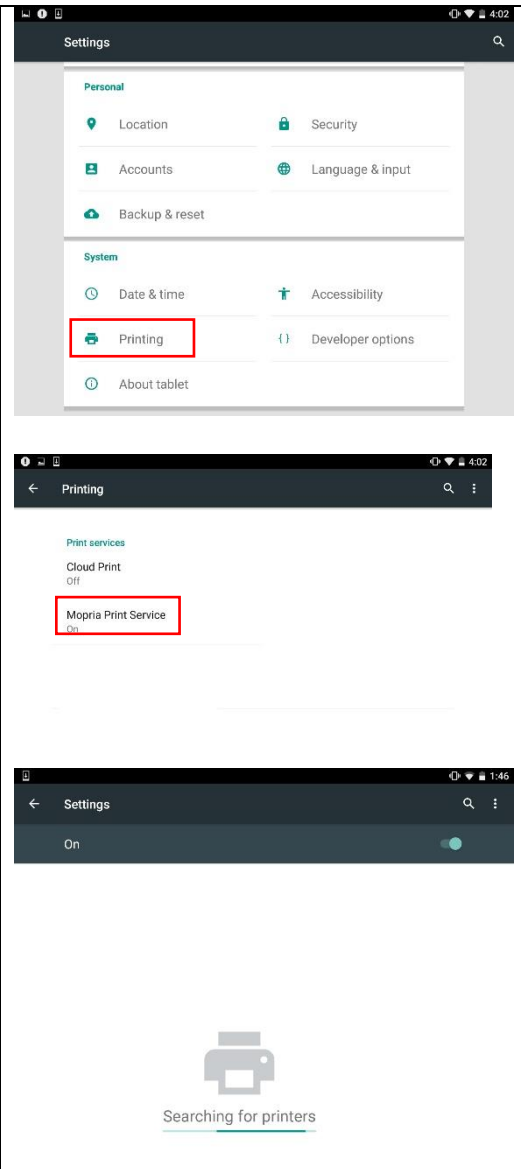 4:02
Settings
Personal
Location Security
Accounts Language & input
Backup & reset
System
Date & time Accessibility
Printing { } Developer options
About tablet
4:02
Printing
Print services
Cloud Print
Off
Mopria Print Service
On
1:46
Settings
On
Searching for printers